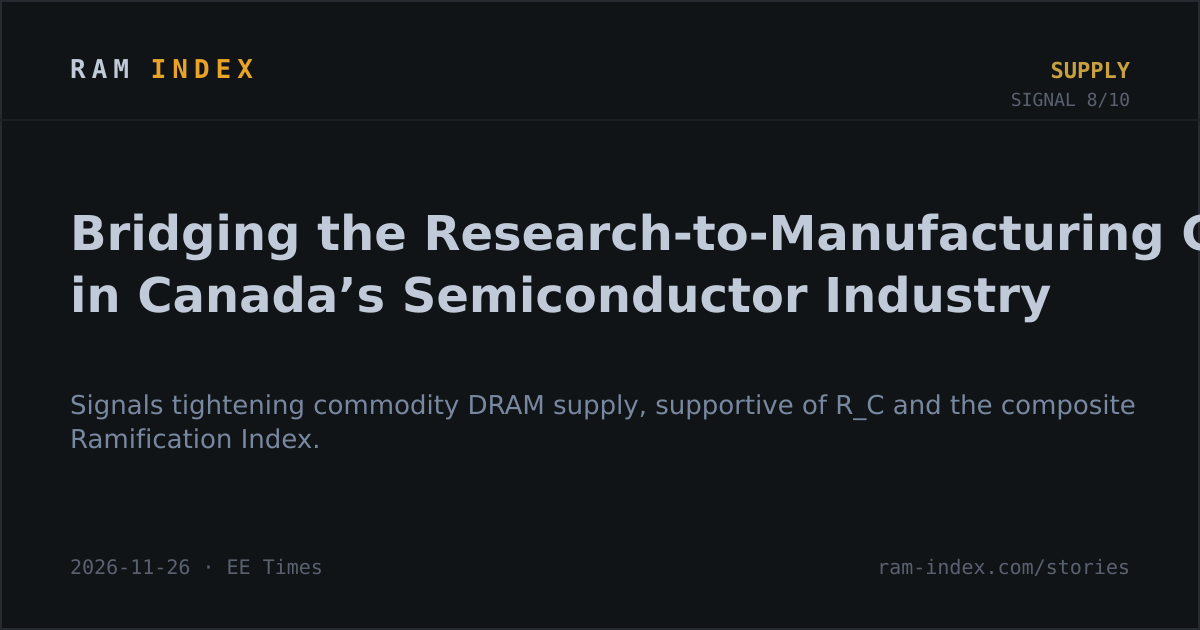 RAM INDEX
SUPPLY
SIGNAL 8/10
Bridging the Research-to-Manufacturing
in Canada’s Semiconductor Industry
Signals tightening commodity DRAM supply, supportive of R_C and the composite
Ramification Index.
2026-11-26 · EE Times
ram-index.com/stories